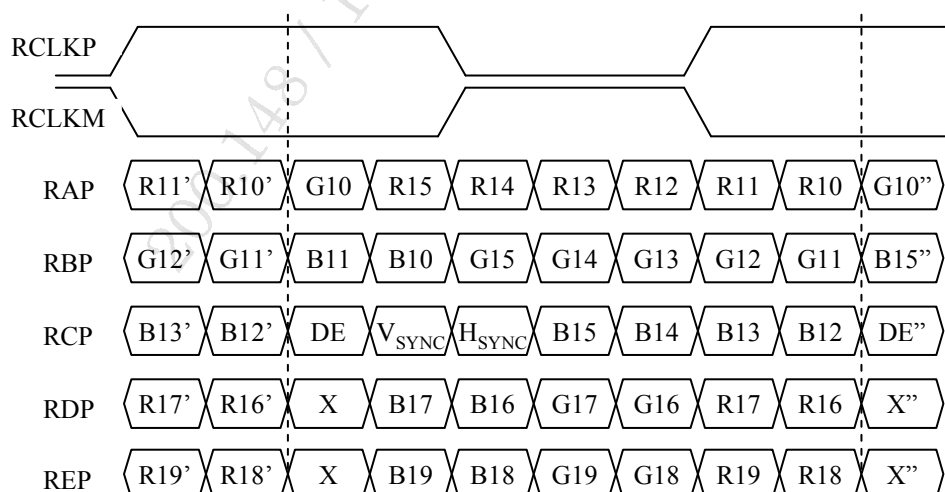 RCLKP
RCLKM
RAP R11’ R10’ G10 R15 R14 R13 R12 R11 R10 G10”
RBP G12’ G11’ B11 B10 G15 G14 G13 G12 G11 B15”
RCP B13’ B12’ DE VSYNC HSYNC B15 B14 B13 B12 DE”
RDP R17’ R16’ X B17 B16 G17 G16 R17 R16 X”
REP R19’ R18’ X B19 B18 G19 G18 R19 R18 X”